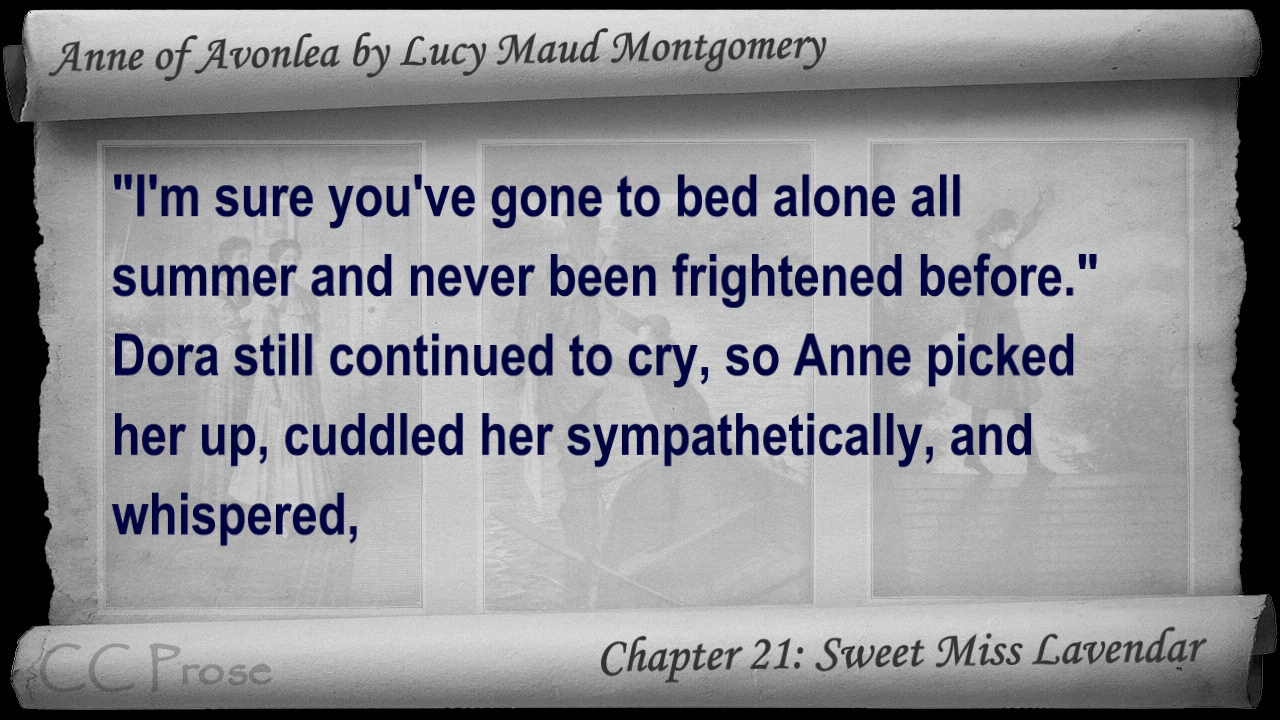 Anne of Avonlea by Lucy Maud Montgomery
"I'm sure you've gone to bed alone all
summer and never been frightened before."
Dora still continued to cry, so Anne picked
her up, cuddled her sympathetically, and
whispered,
CC Prose
Chapter 21: Sweet Miss Lavendar